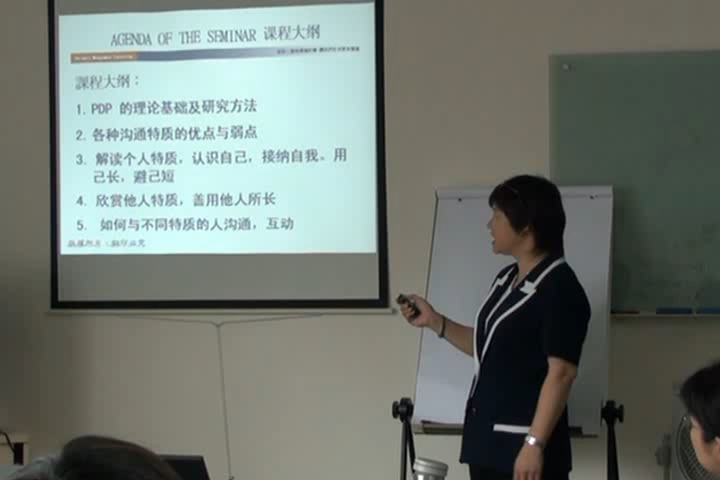 AGENDA OF THE SEMINAR 课程大纲
課程大纲：
1. PDP 的理论基础及研究方法
2. 各种沟通特质的优点与弱点
3. 解读个人特质，认识自己，接纳自我。用
己长，避己短
4. 欣赏他人特质，善用他人所长
5. 如何与不同特质的人沟通，互动